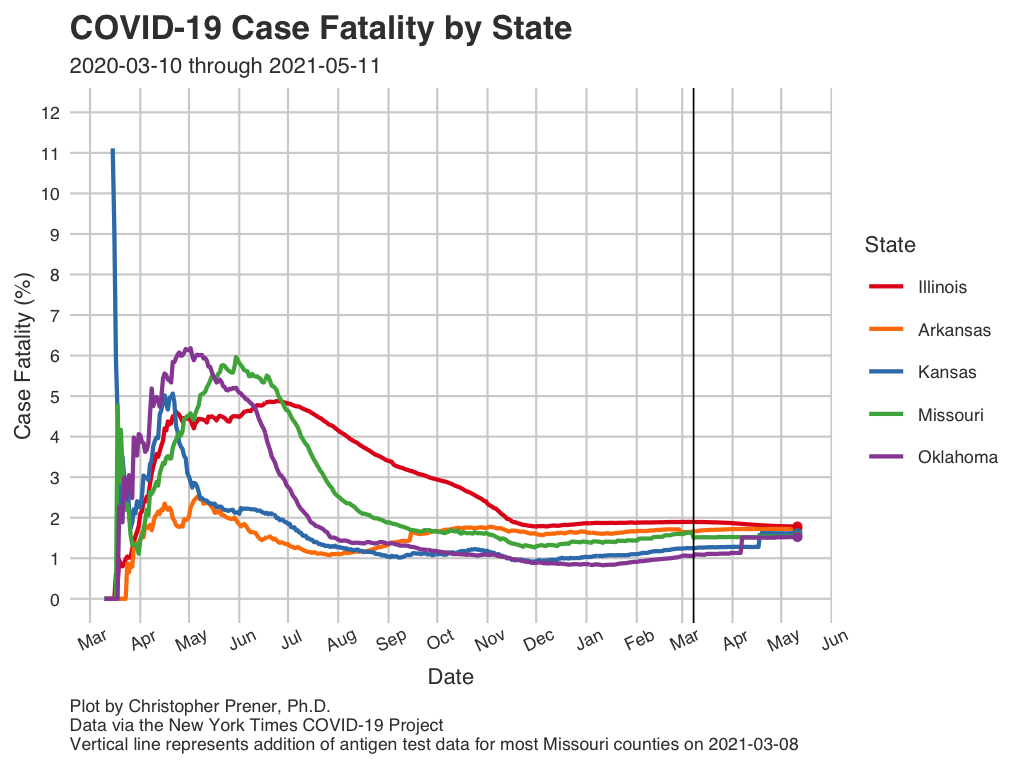 COVID-19 Case Fatality by State
2020-03-10 through 2021-05-11
Case Fatality (%)
12
11
10
9
8
7
6
5
4
3
2
1
0
Mar Apr May Jun Jul Aug Sep Oct Nov Dec Jan Feb Mar Apr May Jun
Date
State
Illinois
Arkansas
Kansas
Missouri
Oklahoma
Plot by Christopher Prener, Ph.D.
Data via the New York Times COVID-19 Project
Vertical line represents addition of antigen test data for most Missouri counties on 2021-03-08